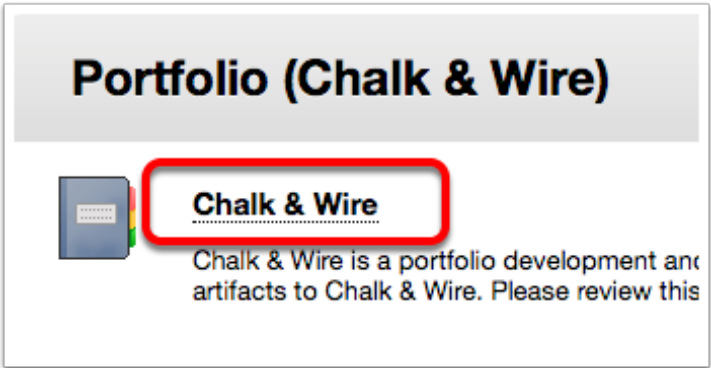 Portfolio (Chalk & Wire)
Chalk & Wire
Chalk & Wire is a portfolio development and
artifacts to Chalk & Wire. Please review this